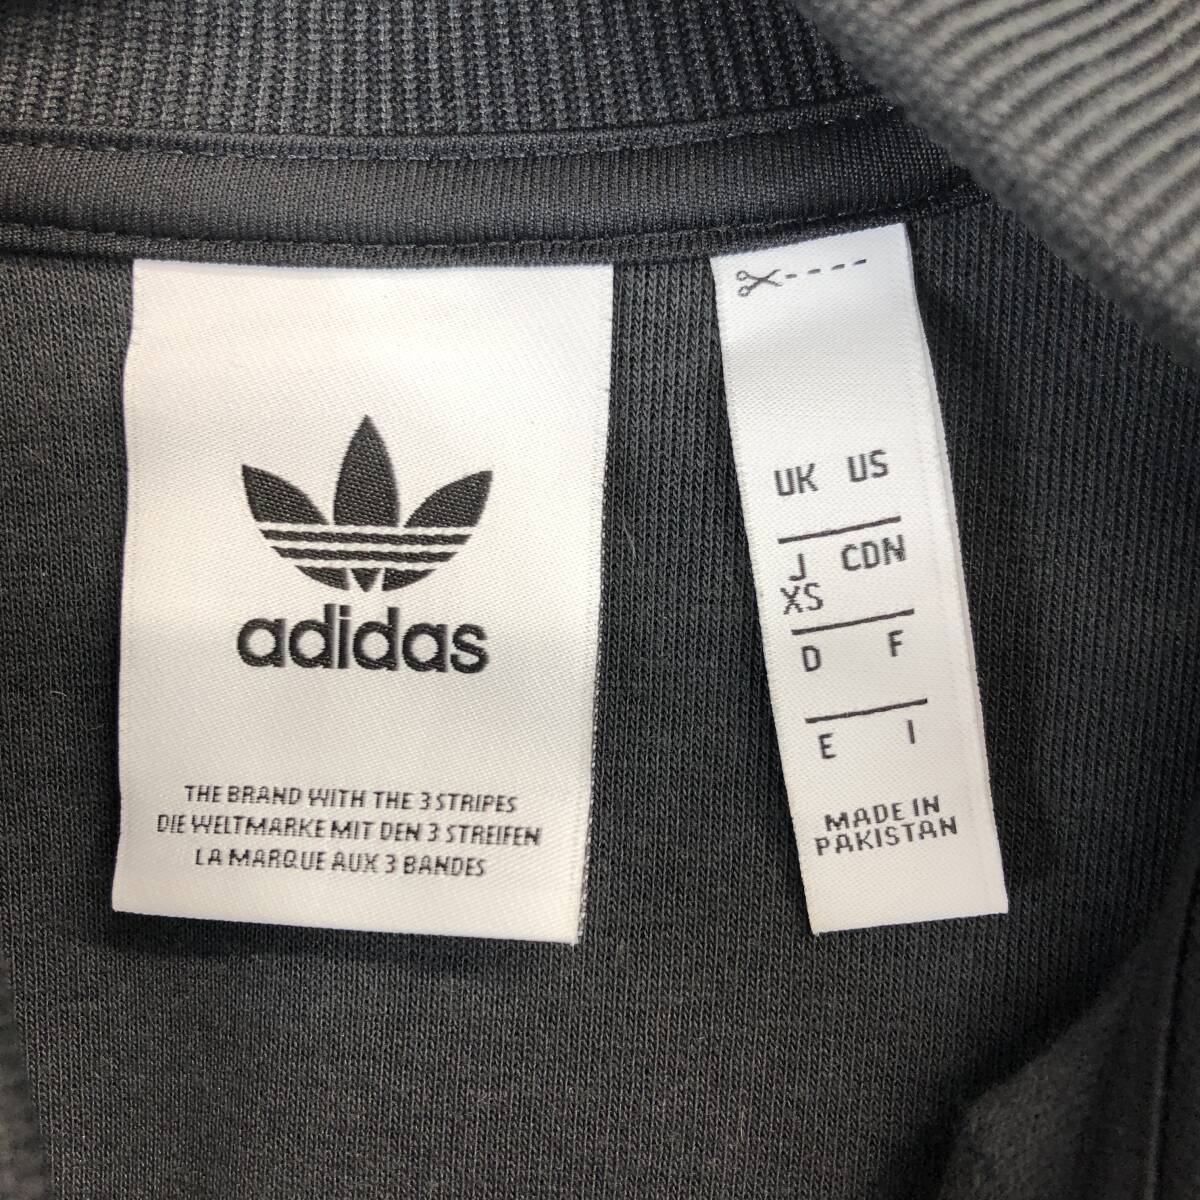 adidas
THE BRAND WITH THE 3 STRIPES
DIE WELTMARKE MIT DEN 3 STREIFEN
LA MARQUE AUX 3 BANDES
UK US
J CDN
XS
D F
E I
MADE IN
PAKISTAN